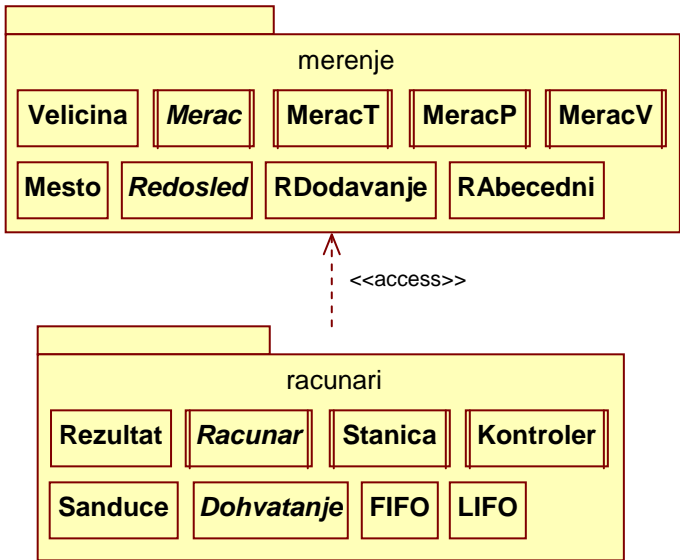 merenje
Velicina Merac MeracT MeracP MeracV
Mesto Redosled RDodavanje RAbecedni
<<access>>
racunari
Rezultat Racunar Stanica Kontroler
Sanduce Dohvatanje FIFO LIFO